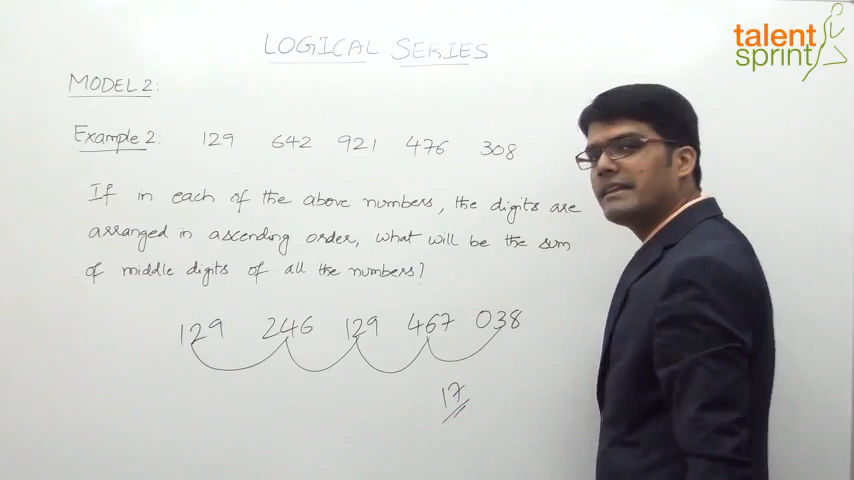 talent
sprint
LOGICAL SERIES
MODEL 2:
Example 2: 129 642 921 476 308
If in each of the above numbers, the digits are
arranged in ascending order, what will be the sum
of middle digits of all the numbers?
129 246 129 467 038
17